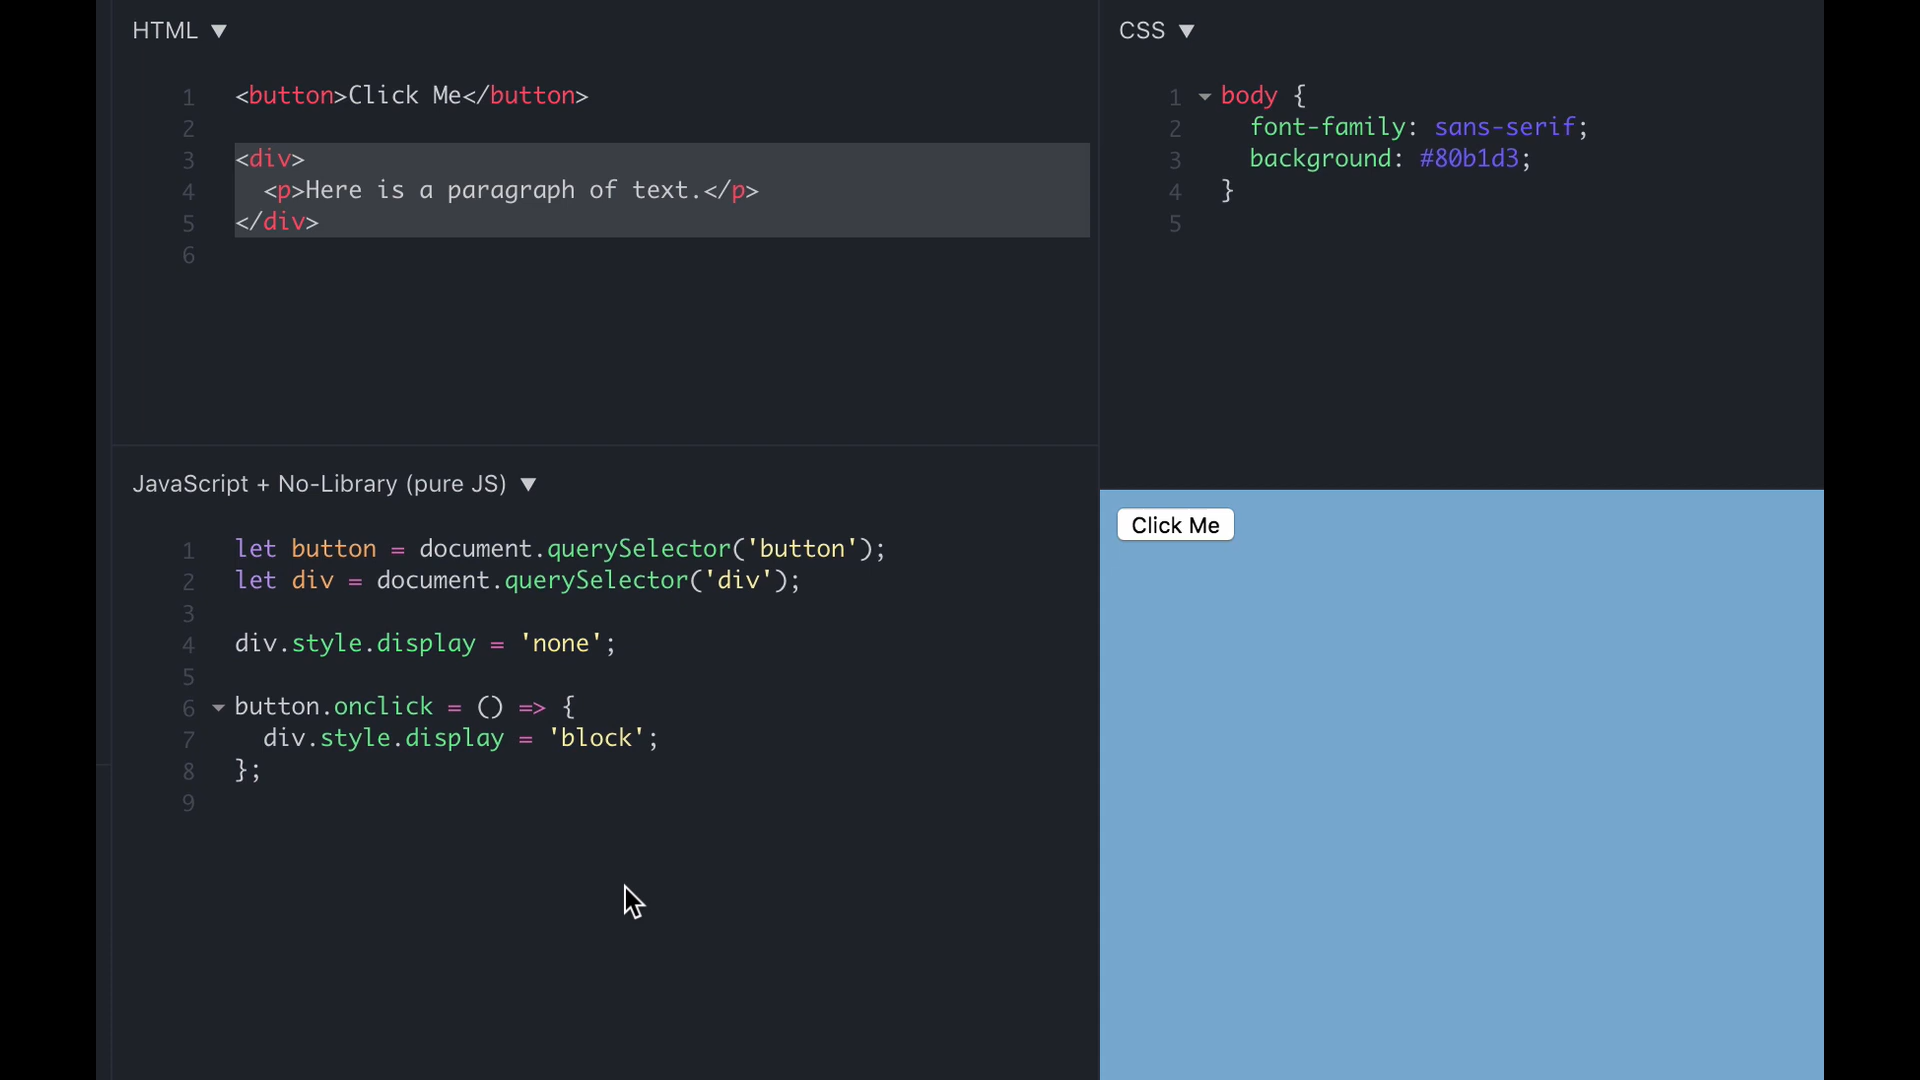 HTML ▼
1 <button>Click Me</button>
2
3 <div>
4   <p>Here is a paragraph of text.</p>
5 </div>
6
CSS ▼
1 body {
2   font-family: sans-serif;
3   background: #80b1d3;
4 }
5
JavaScript + No-Library (pure JS) ▼
1 let button = document.querySelector('button');
2 let div = document.querySelector('div');
3
4 div.style.display = 'none';
5
6 button.onclick = () => {
7   div.style.display = 'block';
8 };
9
Click Me